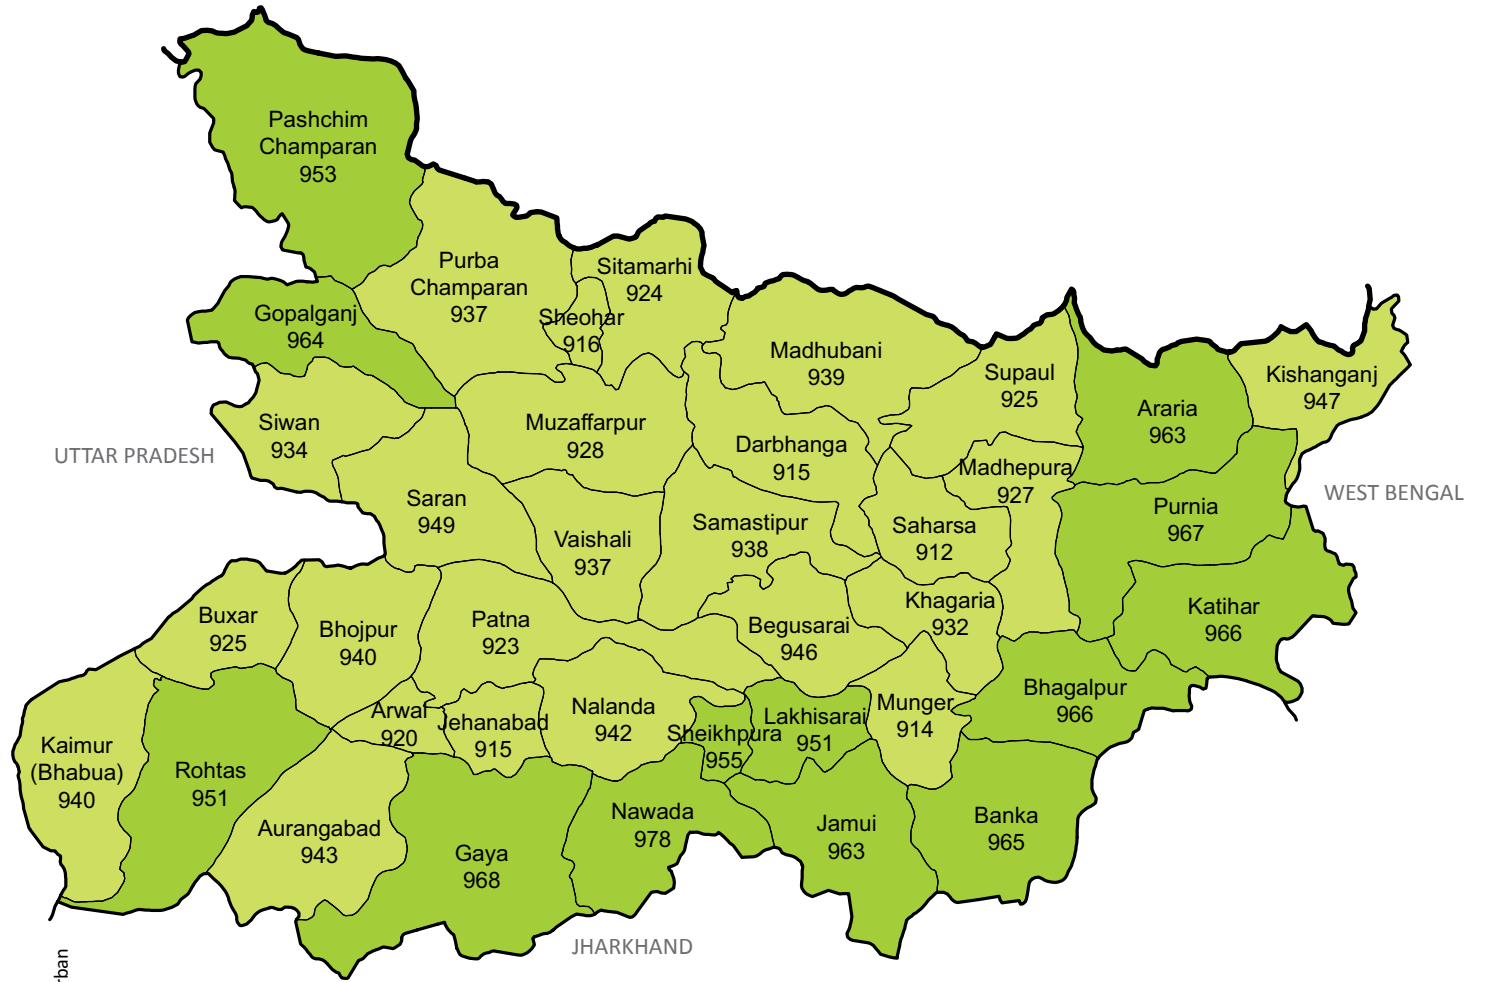 Pashchim
Champaran
953
Purba
Champaran
937
Sitamarhi
924
Sheohar
916
Gopalganj
964
Madhubani
939
Supaul
925
Araria
963
Kishanganj
947
Siwan
934
Muzaffarpur
928
Darbhanga
915
Madhepura
927
UTTAR PRADESH
WEST BENGAL
Saran
949
Vaishali
937
Samastipur
938
Saharsa
912
Purnia
967
Buxar
925
Bhojpur
940
Patna
923
Begusarai
946
Khagaria
932
Katihar
966
Bhagalpur
966
Arwal
920
Jehanabad
915
Nalanda
942
Sheikhpura
955
Lakhisarai
951
Munger
914
Kaimur
(Bhabua)
940
Rohtas
951
Aurangabad
943
Gaya
968
Nawada
978
Jamui
963
Banka
965
JHARKHAND
rban